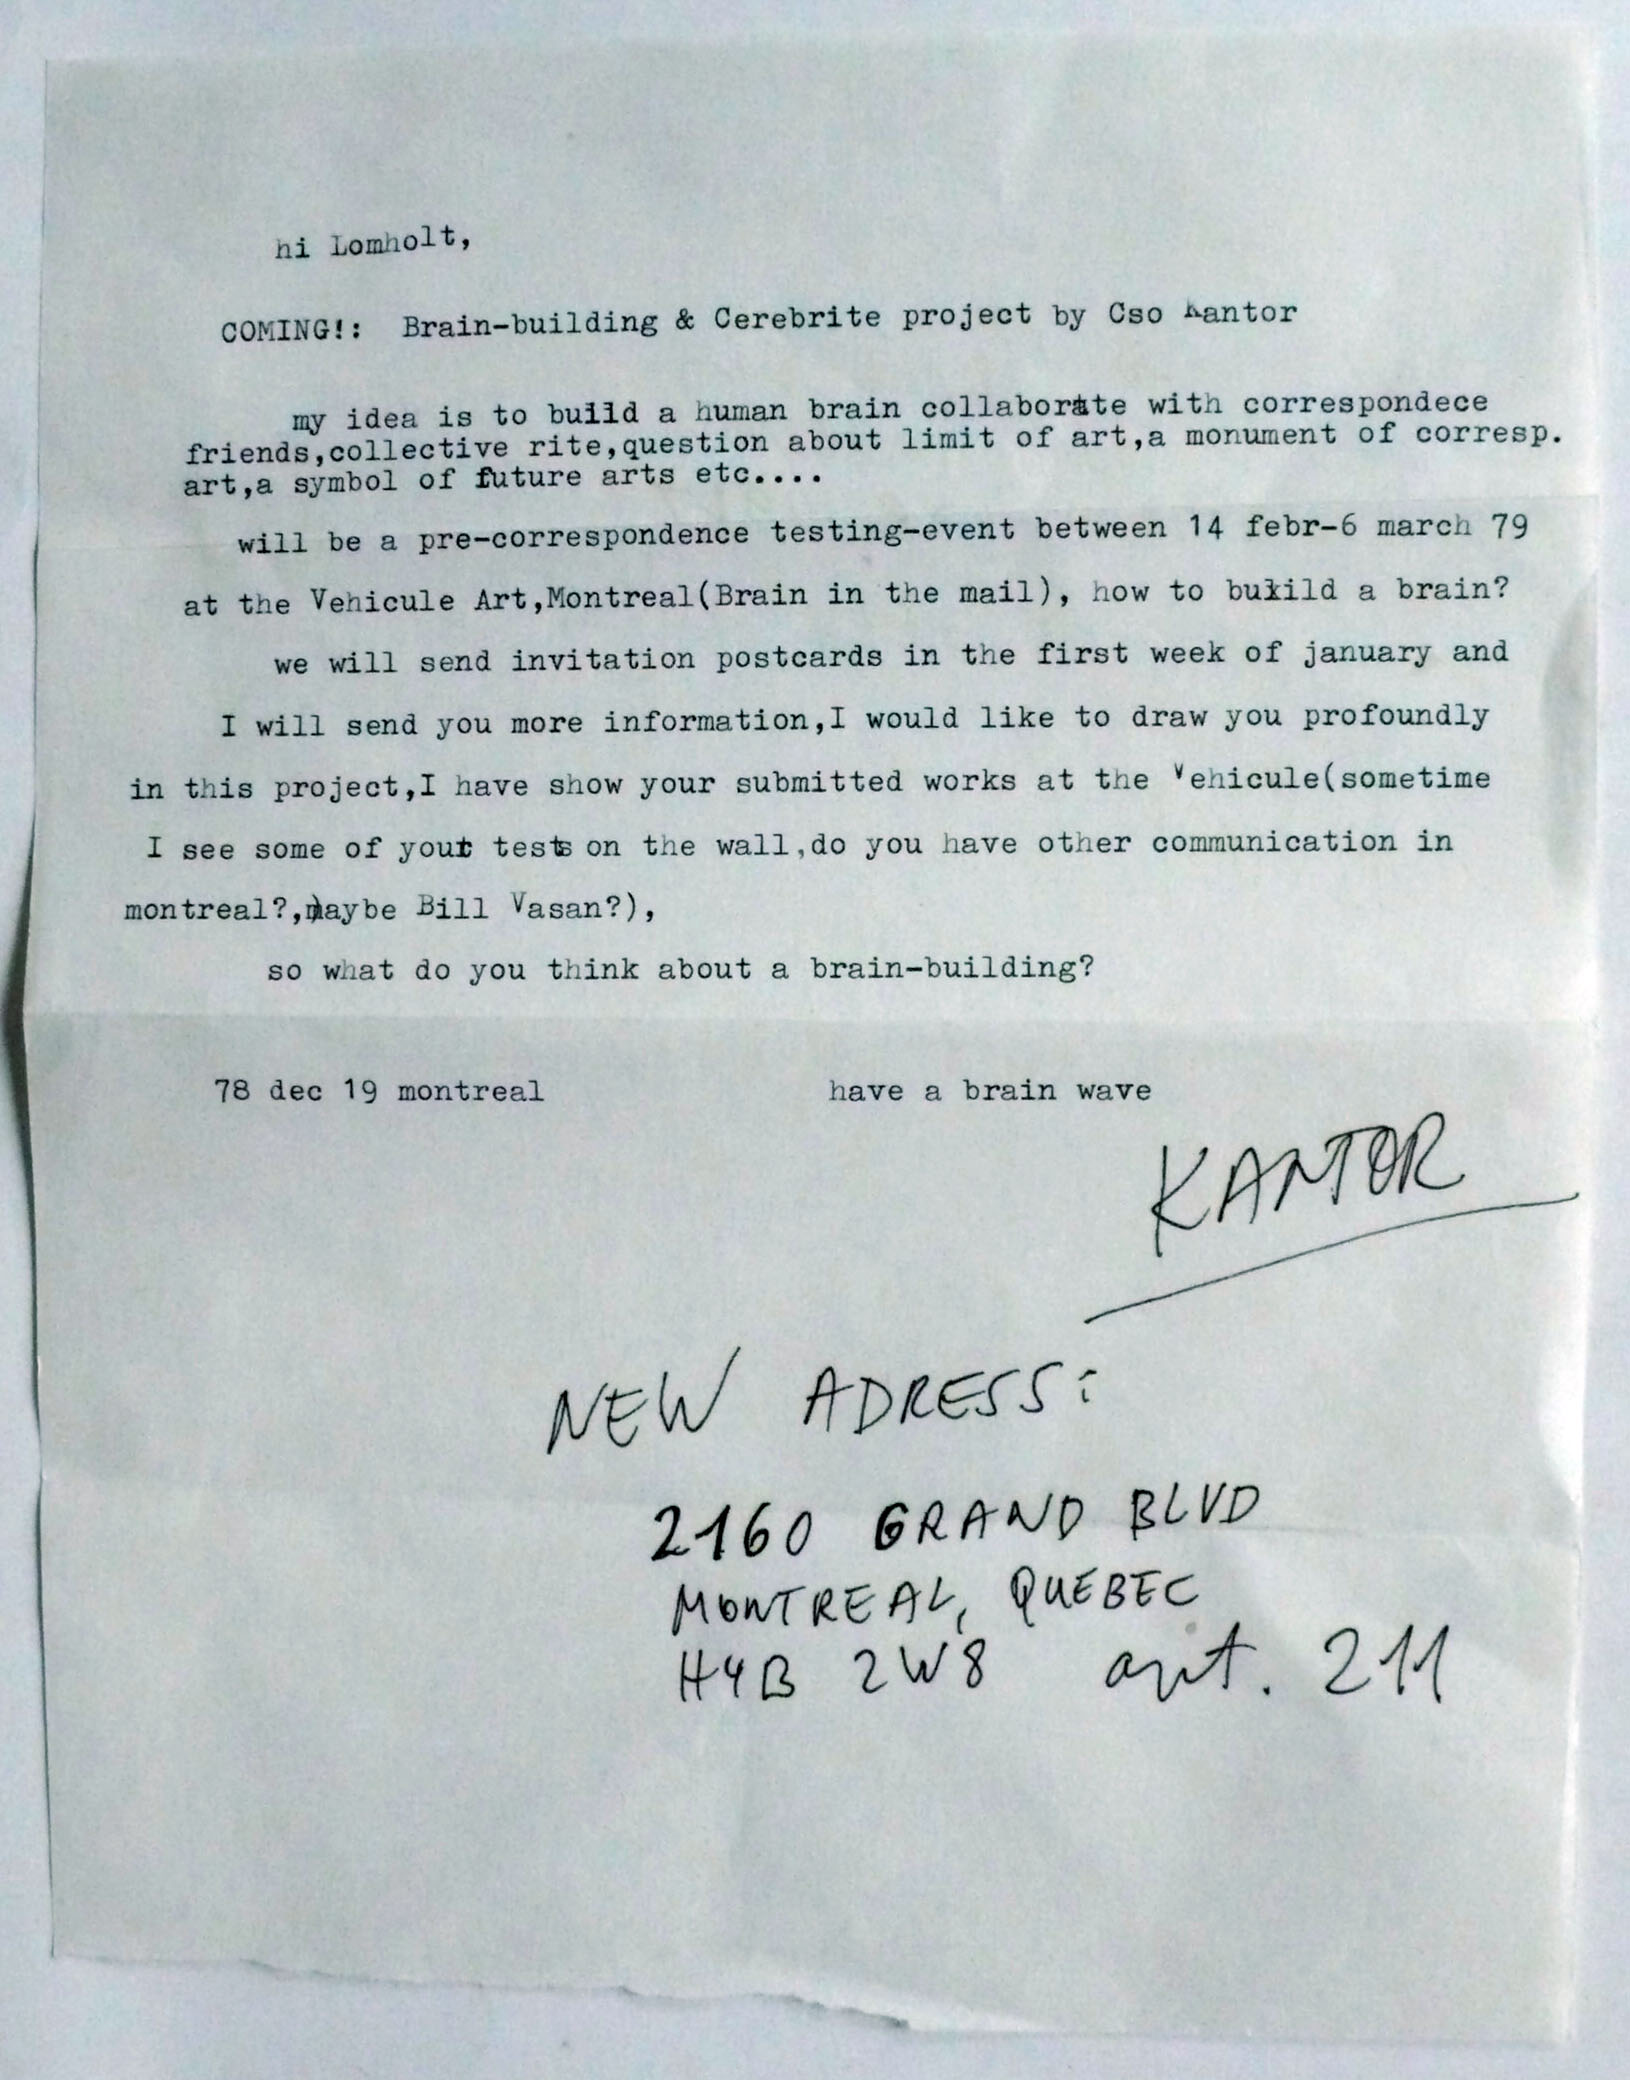 hi Lomholt,
COMING!: Brain-building & Cerebrite project by Cso Kantor
my idea is to build a human brain collaborate with correspondece
friends,collective rite,question about limit of art,a monument of corresp.
art,a symbol of future arts etc....
will be a pre-correspondence testing-event between 14 febr-6 march 79
at the Vehicule Art,Montreal(Brain in the mail), how to build a brain?
we will send invitation postcards in the first week of january and
I will send you more information,I would like to draw you profoundly
in this project,I have show your submitted works at the Vehicule(sometime
I see some of your tests on the wall,do you have other communication in
montreal?,maybe Bill Vasan?),
so what do you think about a brain-building?
78 dec 19 montreal have a brain wave
KANTOR
NEW ADRESS:
2160 GRAND BLVD
MONTREAL, QUEBEC
H4B 2W8 apt. 211